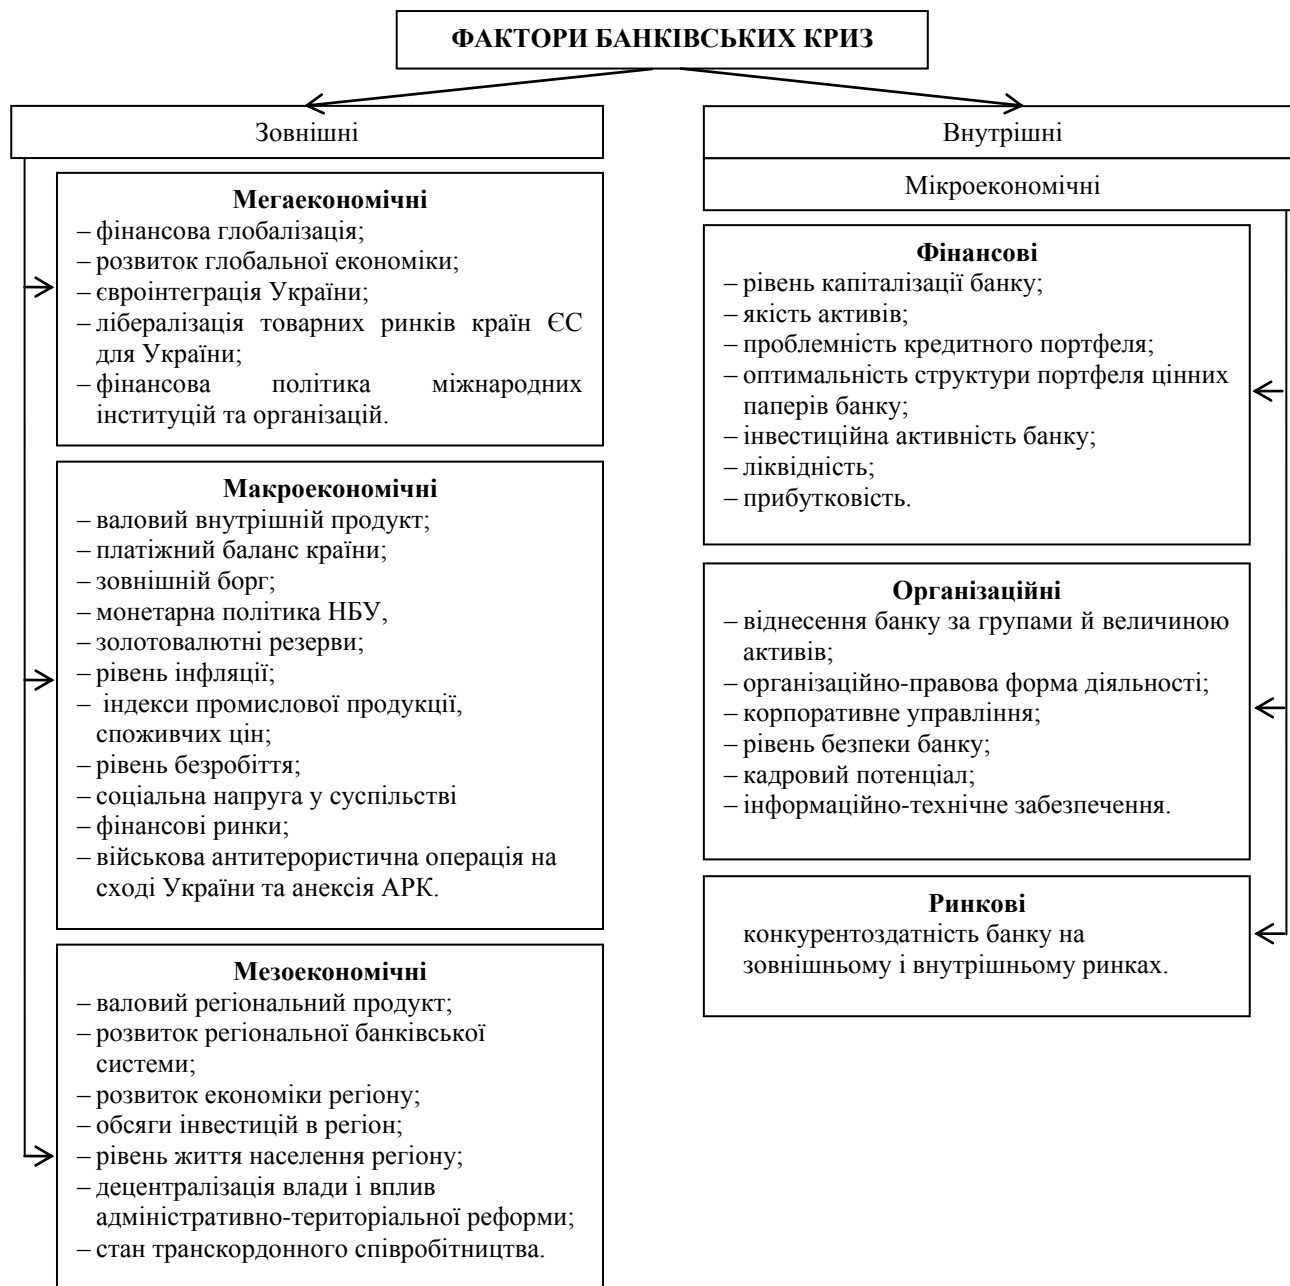 ФАКТОРИ БАНКІВСЬКИХ КРИЗ
Зовнішні
Мегаекономічні
– фінансова глобалізація;
– розвиток глобальної економіки;
– євроінтеграція України;
– лібералізація товарних ринків країн ЄС
для України;
– фінансова політика міжнародних
інституцій та організацій.
Макроекономічні
– валовий внутрішній продукт;
– платіжний баланс країни;
– зовнішній борг;
– монетарна політика НБУ,
– золотовалютні резерви;
– рівень інфляції;
– індекси промислової продукції,
споживчих цін;
– рівень безробіття;
– соціальна напруга у суспільстві
– фінансові ринки;
– військова антитерористична операція на
сході України та анексія АРК.
Мезоекономічні
– валовий регіональний продукт;
– розвиток регіональної банківської
системи;
– розвиток економіки регіону;
– обсяги інвестицій в регіон;
– рівень життя населення регіону;
– децентралізація влади і вплив
адміністративно-територіальної реформи;
– стан транскордонного співробітництва.
Внутрішні
Мікроекономічні
Фінансові
– рівень капіталізації банку;
– якість активів;
– проблемність кредитного портфеля;
– оптимальність структури портфеля цінних
паперів банку;
– інвестиційна активність банку;
– ліквідність;
– прибутковість.
Організаційні
– віднесення банку за групами й величиною
активів;
– організаційно-правова форма діяльності;
– корпоративне управління;
– рівень безпеки банку;
– кадровий потенціал;
– інформаційно-технічне забезпечення.
Ринкові
конкурентоздатність банку на
зовнішньому і внутрішньому ринках.